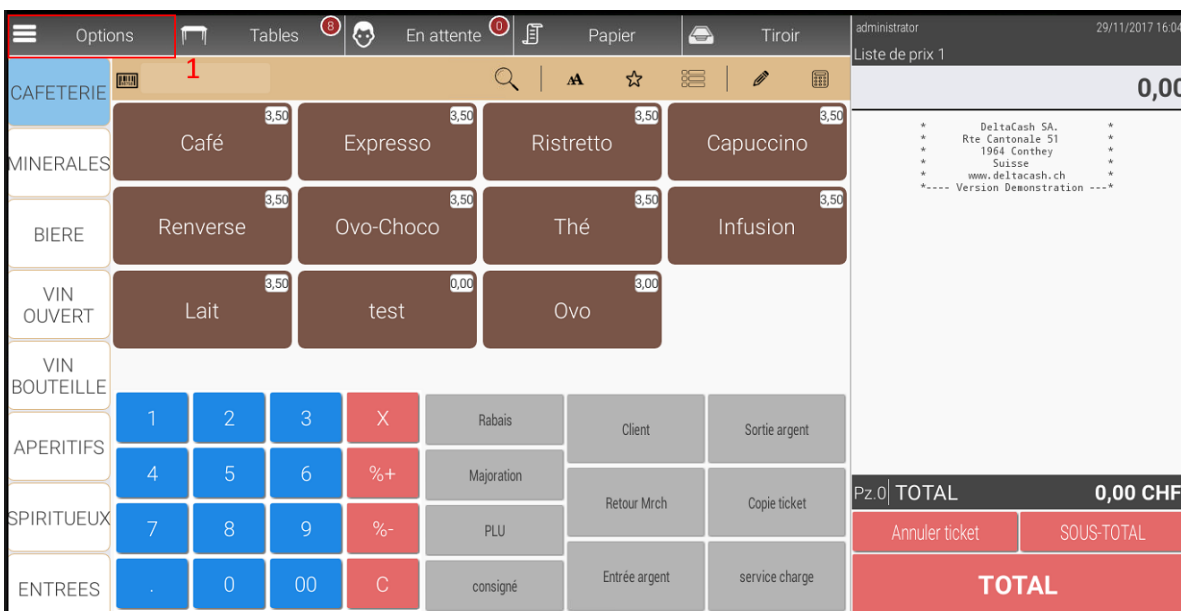 Options
Tables
8
En attente
0
Papier
Tiroir
administrator
29/11/2017 16:04
Liste de prix 1
1
0,00
CAFETERIE
MINERALES
BIERE
VIN
OUVERT
VIN
BOUTEILLE
APERITIFS
SPIRITUEUX
ENTREES
AA
Café 3,50
Expresso 3,50
Ristretto 3,50
Capuccino 3,50
Renverse 3,50
Ovo-Choco 3,50
Thé 3,50
Infusion 3,50
Lait 3,50
test 0,00
Ovo 3,00
1 2 3 X
4 5 6 %+
7 8 9 %-
. 0 00 C
Rabais
Majoration
PLU
consigné
Client
Retour Mrch
Entrée argent
Sortie argent
Copie ticket
service charge
* DeltaCash SA. *
* Rte Cantonale 51 *
* 1964 Conthey *
* Suisse *
* www.deltacash.ch *
*---- Version Demonstration ---*
Pz.0 TOTAL 0,00 CHF
Annuler ticket
SOUS-TOTAL
TOTAL